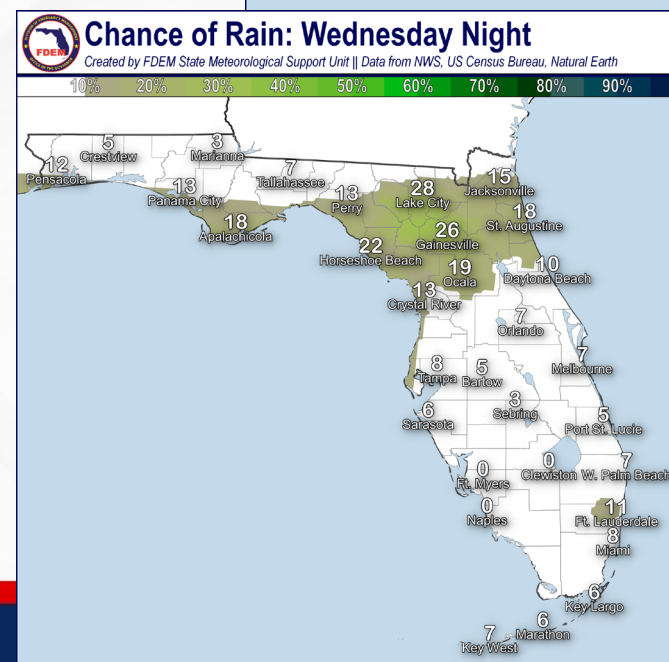 Chance of Rain: Wednesday Night
Created by FDEM State Meteorological Support Unit || Data from NWS, US Census Bureau, Natural Earth
FDEM
10% 20% 30% 40% 50% 60% 70% 80% 90%
5
Crestview
3
Marianna
12
Pensacola
7
Tallahassee
13
Panama City
13
Perry
28
Lake City
15
Jacksonville
18
Apalachicola
18
St. Augustine
26
Gainesville
22
Horseshoe Beach
19
Ocala
10
Daytona Beach
13
Crystal River
7
Orlando
7
Melbourne
8
Tampa
5
Bartow
3
Sebring
6
Sarasota
5
Port St. Lucie
0
Ft. Myers
0
Clewiston
7
W. Palm Beach
0
Naples
11
Ft. Lauderdale
8
Miami
6
Key Largo
6
Marathon
7
Key West